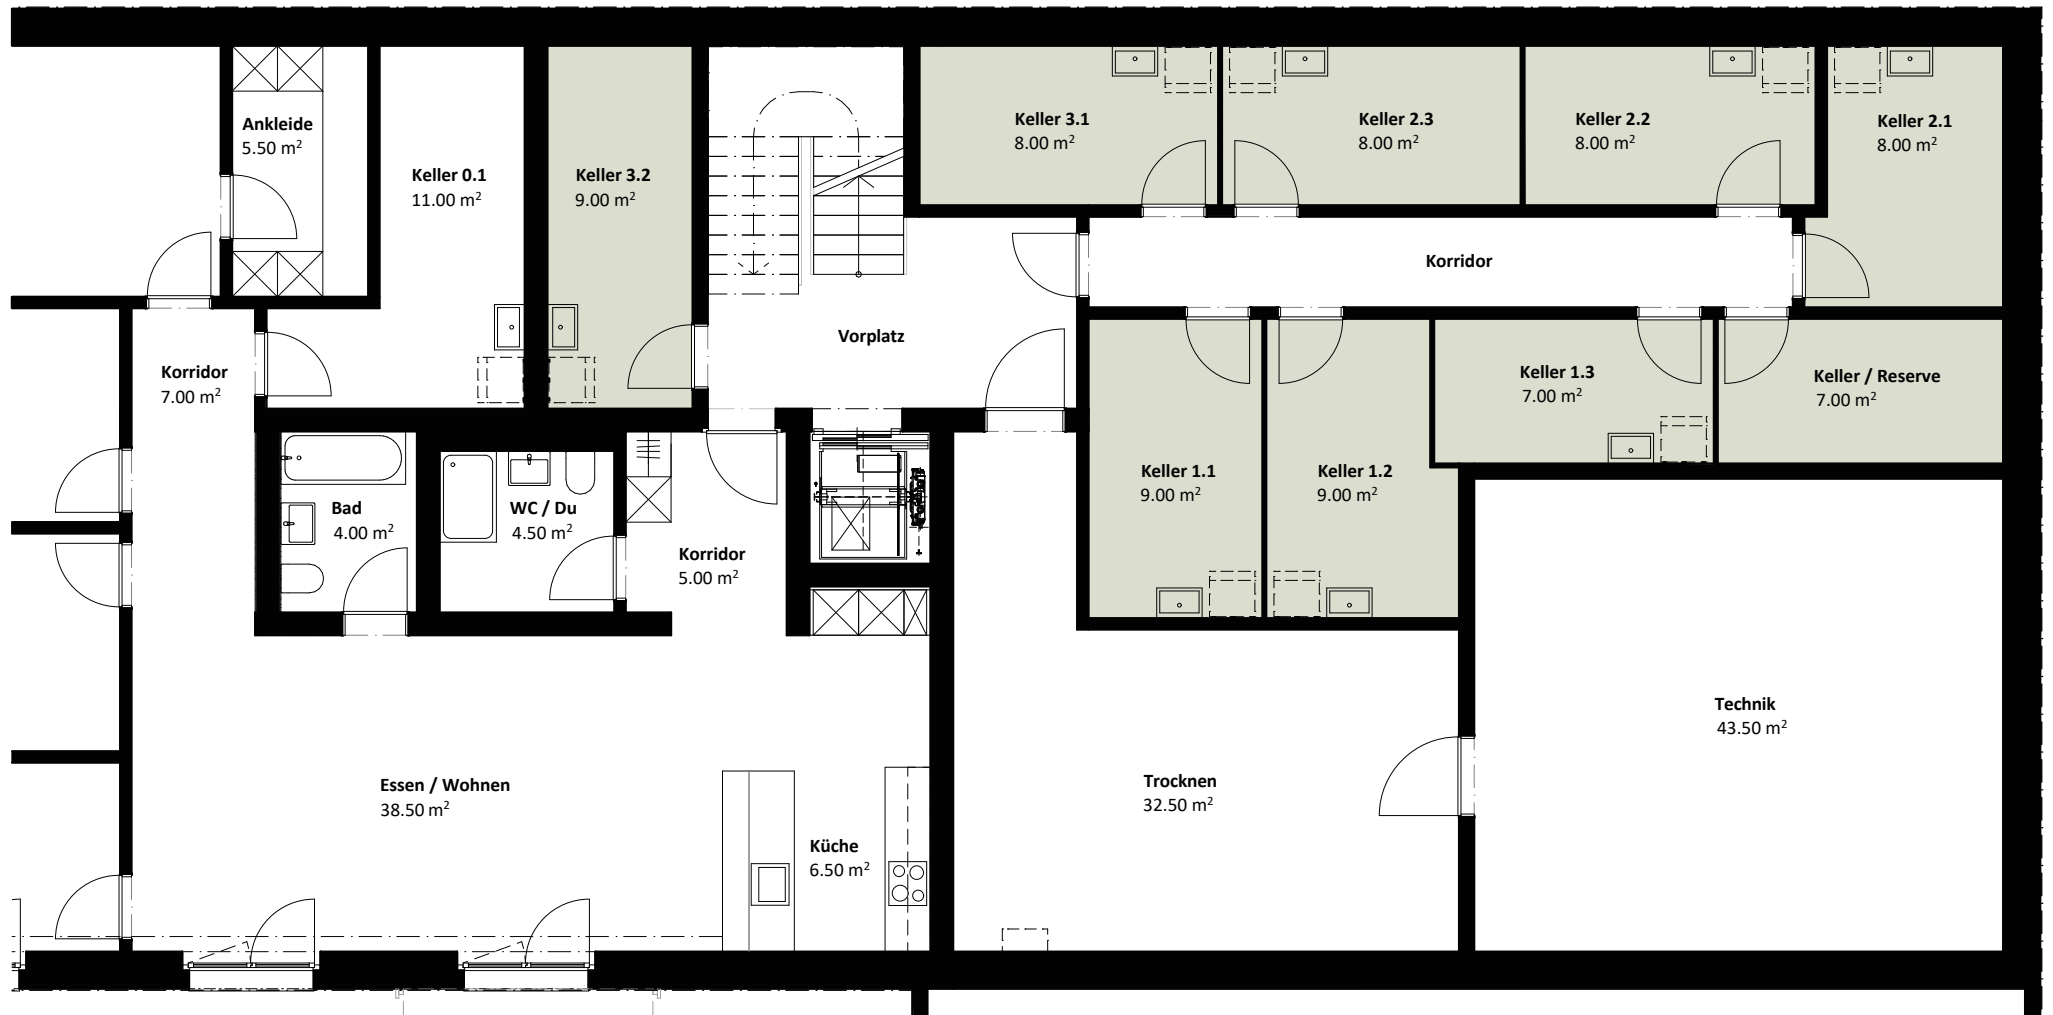 Ankleide
5.50 m²
Keller 0.1
11.00 m²
Keller 3.2
9.00 m²
Keller 3.1
8.00 m²
Keller 2.3
8.00 m²
Keller 2.2
8.00 m²
Keller 2.1
8.00 m²
Korridor
Vorplatz
Korridor
7.00 m²
Keller 1.3
7.00 m²
Keller / Reserve
7.00 m²
Keller 1.1
9.00 m²
Keller 1.2
9.00 m²
Bad
4.00 m²
WC / Du
4.50 m²
Korridor
5.00 m²
Technik
43.50 m²
Essen / Wohnen
38.50 m²
Trocknen
32.50 m²
Küche
6.50 m²